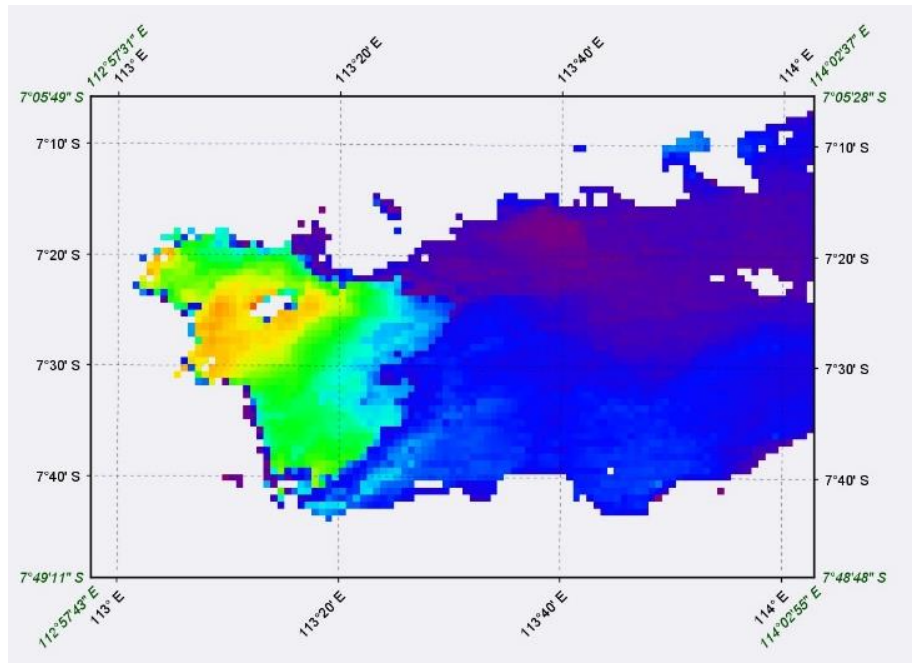 112°57'31" E
113° E
113°20' E
113°40' E
114° E
114°02'37" E
7°05'49" S
7°05'28" S
7°10' S
7°10' S
7°20' S
7°20' S
7°30' S
7°30' S
7°40' S
7°40' S
7°49'11" S
7°48'48" S
112°57'43" E
113° E
113°20' E
113°40' E
114° E
114°02'55" E